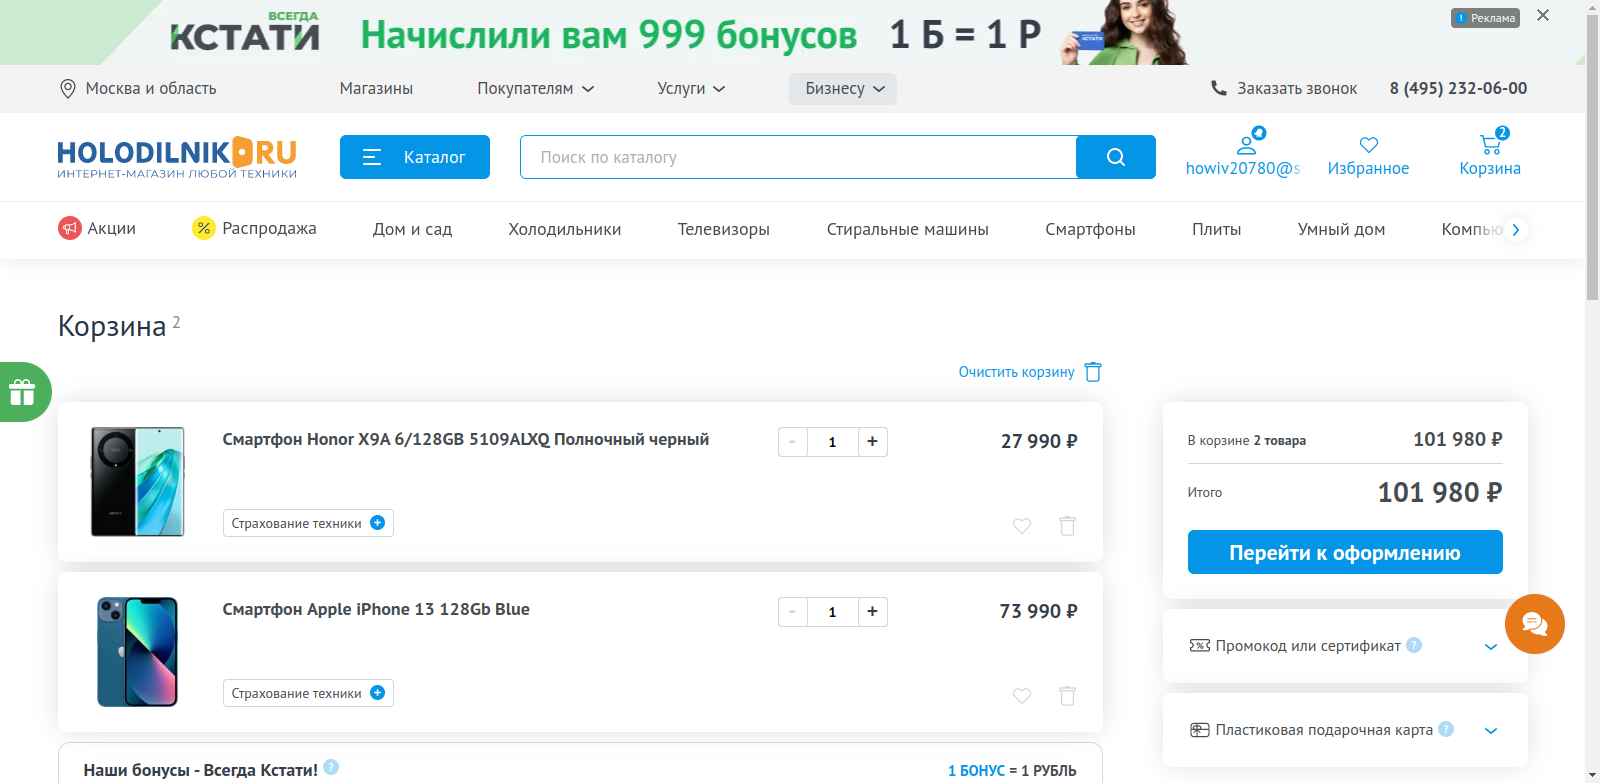 ВСЕГДА
КСТАТИ
Начислили вам 999 бонусов
1 Б = 1 Р
Реклама
Москва и область
Магазины
Покупателям
Услуги
Бизнесу
Заказать звонок
8 (495) 232-06-00
HOLODILNIK.RU
ИНТЕРНЕТ-МАГАЗИН ЛЮБОЙ ТЕХНИКИ
Каталог
Поиск по каталогу
howiv20780@s
Избранное
2
Корзина
Акции
Распродажа
Дом и сад
Холодильники
Телевизоры
Стиральные машины
Смартфоны
Плиты
Умный дом
Компью
Корзина 2
Очистить корзину
Смартфон Honor X9A 6/128GB 5109ALXQ Полночный черный
- 1 +
27 990 ₽
Страхование техники +
Смартфон Apple iPhone 13 128Gb Blue
- 1 +
73 990 ₽
Страхование техники +
Наши бонусы - Всегда Кстати! ?
1 БОНУС = 1 РУБЛЬ
В корзине 2 товара
101 980 ₽
Итого
101 980 ₽
Перейти к оформлению
Промокод или сертификат ?
Пластиковая подарочная карта ?